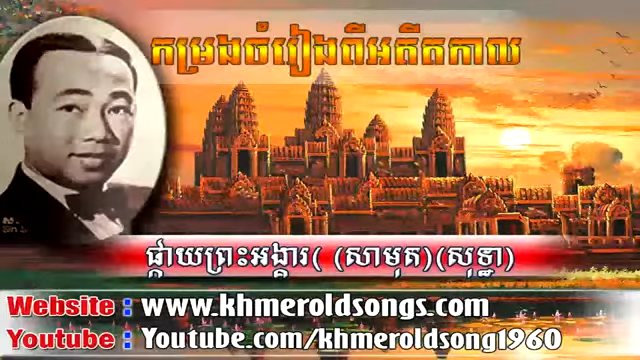 កម្រងចំរៀងពីអតីតកាល
ផ្កាយព្រះអង្គារ( (សាមុត)(សុទ្ឋា)
Website : www.khmeroldsongs.com
Youtube : Youtube.com/khmeroldsong1960